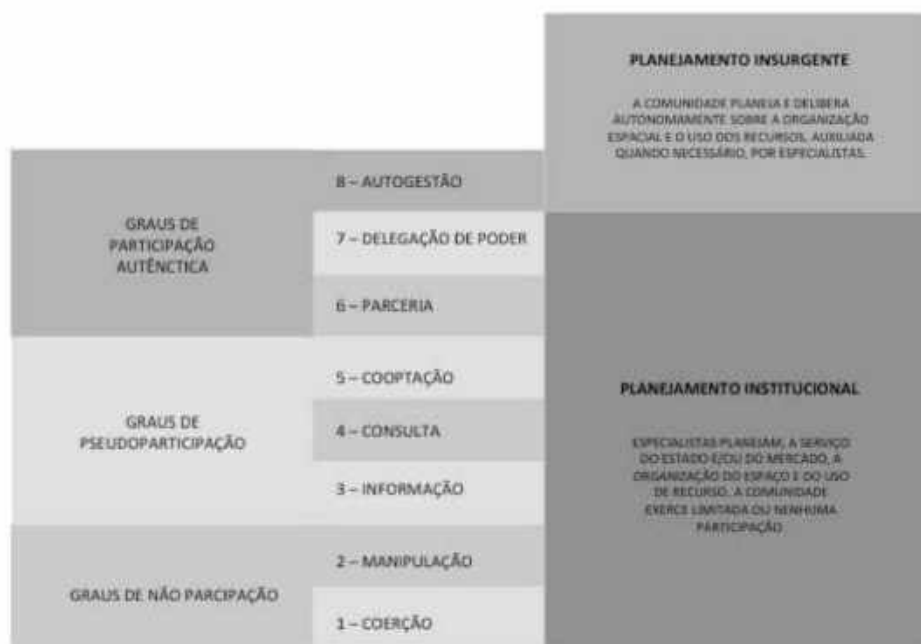 PLANEJAMENTO INSURGENTE
A COMUNIDADE PLANEJA E DELIBERA
AUTONOMAMENTE SOBRE A ORGANIZAÇÃO
ESPACIAL E O USO DOS RECURSOS, AUXILIADA
QUANDO NECESSÁRIO, POR ESPECIALISTAS.
GRAUS DE
PARTICIPAÇÃO
AUTÊNCTICA
8 – AUTOGESTÃO
7 – DELEGAÇÃO DE PODER
6 – PARCERIA
GRAUS DE
PSEUDOPARTICIPAÇÃO
5 – COOPTAÇÃO
4 – CONSULTA
3 – INFORMAÇÃO
GRAUS DE NÃO PARCIPAÇÃO
2 – MANIPULAÇÃO
1 – COERÇÃO
PLANEJAMENTO INSTITUCIONAL
ESPECIALISTAS PLANEJAM, A SERVIÇO
DO ESTADO E/OU DO MERCADO, A
ORGANIZAÇÃO DO ESPAÇO E DO USO
DE RECURSO. A COMUNIDADE
EXERCE LIMITADA OU NENHUMA
PARTICIPAÇÃO